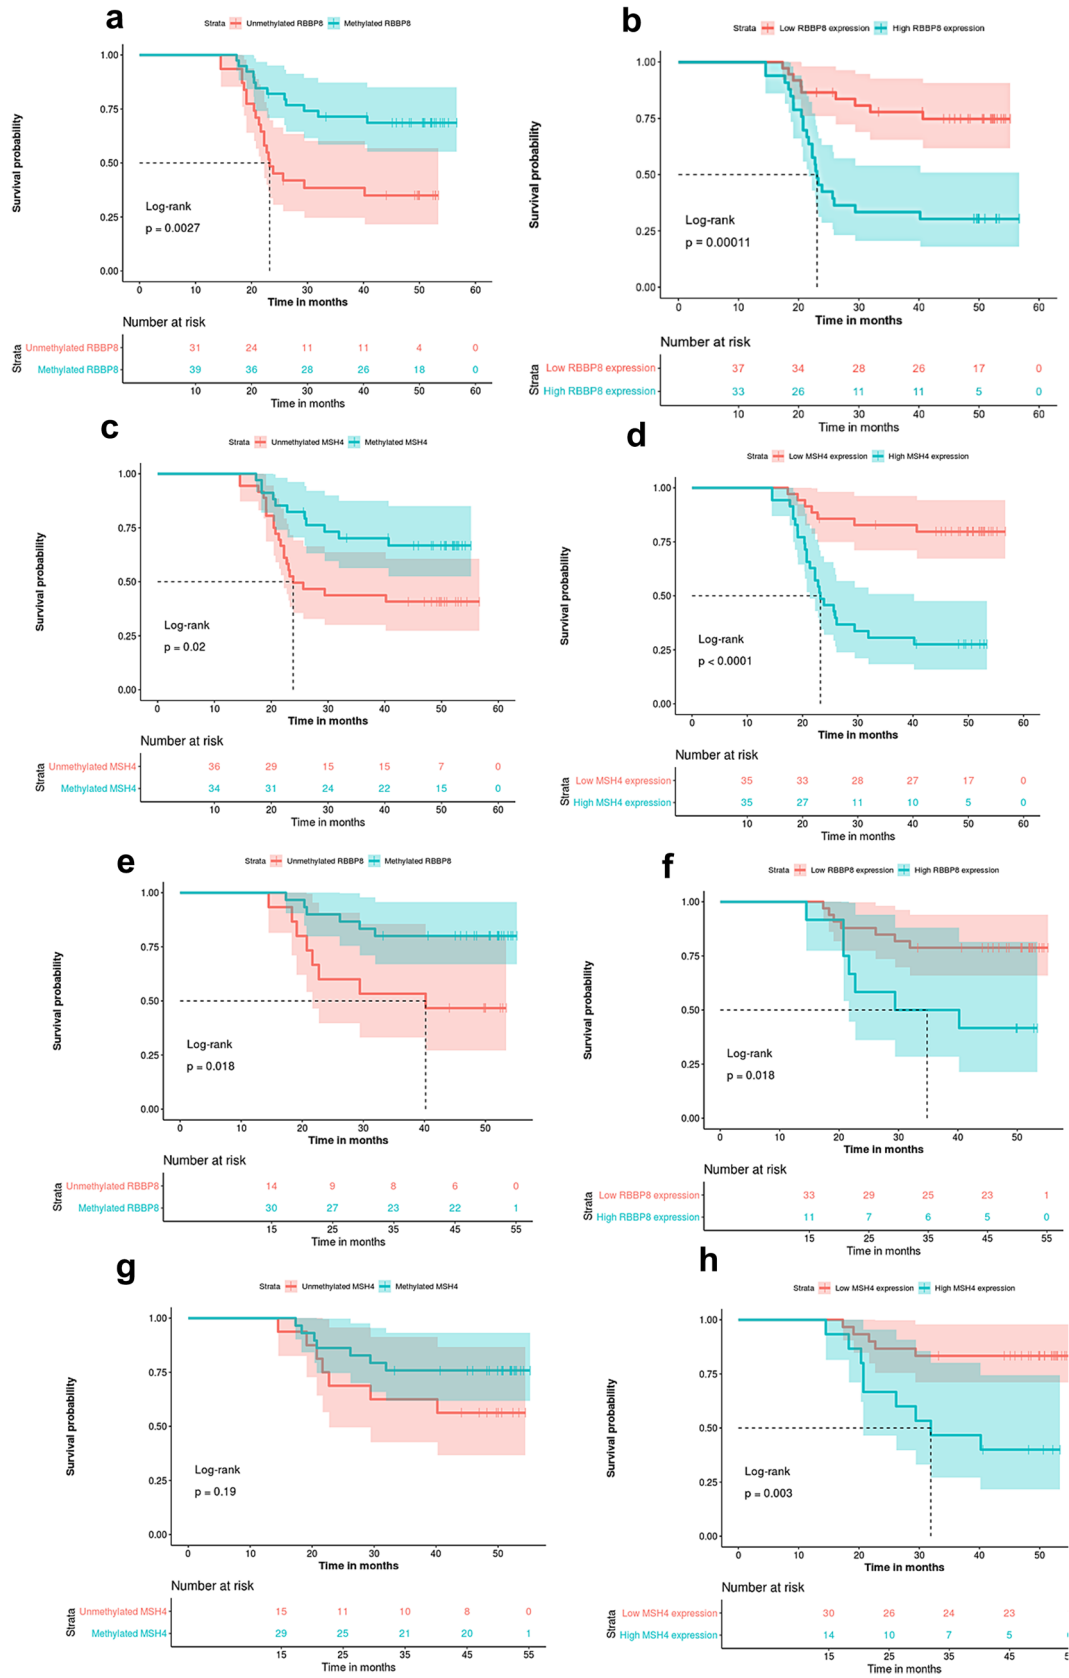 a
Strata Unmethylated RBBP8 Methylated RBBP8
1.00
0.75
0.50
0.25
0.00
Survival probability
Log-rank
p = 0.0027
0 10 20 30 40 50 60
Time in months
Number at risk
Strata
Unmethylated RBBP8 31 24 11 11 4 0
Methylated RBBP8 39 36 28 26 18 0
10 20 30 40 50 60
Time in months
b
Strata Low RBBP8 expression High RBBP8 expression
1.00
0.75
0.50
0.25
0.00
Survival probability
Log-rank
p = 0.00011
0 10 20 30 40 50 60
Time in months
Number at risk
Strata
Low RBBP8 expression 37 34 28 26 17 0
High RBBP8 expression 33 26 11 11 5 0
10 20 30 40 50 60
Time in months
c
Strata Unmethylated MSH4 Methylated MSH4
1.00
0.75
0.50
0.25
0.00
Survival probability
Log-rank
p = 0.02
0 10 20 30 40 50 60
Time in months
Number at risk
Strata
Unmethylated MSH4 36 29 15 15 7 0
Methylated MSH4 34 31 24 22 15 0
10 20 30 40 50 60
Time in months
d
Strata Low MSH4 expression High MSH4 expression
1.00
0.75
0.50
0.25
0.00
Survival probability
Log-rank
p < 0.0001
0 10 20 30 40 50 60
Time in months
Number at risk
Strata
Low MSH4 expression 35 33 28 27 17 0
High MSH4 expression 35 27 11 10 5 0
10 20 30 40 50 60
Time in months
e
Strata Unmethylated RBBP8 Methylated RBBP8
1.00
0.75
0.50
0.25
0.00
Survival probability
Log-rank
p = 0.018
0 10 20 30 40 50
Time in months
Number at risk
Strata
Unmethylated RBBP8 14 9 8 6 0
Methylated RBBP8 30 27 23 22 1
15 25 35 45 55
Time in months
f
Strata Low RBBP8 expression High RBBP8 expression
1.00
0.75
0.50
0.25
0.00
Survival probability
Log-rank
p = 0.018
0 10 20 30 40 50
Time in months
Number at risk
Strata
Low RBBP8 expression 33 29 25 23 1
High RBBP8 expression 11 7 6 5 0
15 25 35 45 55
Time in months
g
Strata Unmethylated MSH4 Methylated MSH4
1.00
0.75
0.50
0.25
0.00
Survival probability
Log-rank
p = 0.19
0 10 20 30 40 50
Time in months
Number at risk
Strata
Unmethylated MSH4 15 11 10 8 0
Methylated MSH4 29 25 21 20 1
15 25 35 45 55
Time in months
h
Strata Low MSH4 expression High MSH4 expression
1.00
0.75
0.50
0.25
0.00
Survival probability
Log-rank
p = 0.003
0 10 20 30 40 50
Time in months
Number at risk
Strata
Low MSH4 expression 30 26 24 23
High MSH4 expression 14 10 7 5
15 25 35 45
Time in months